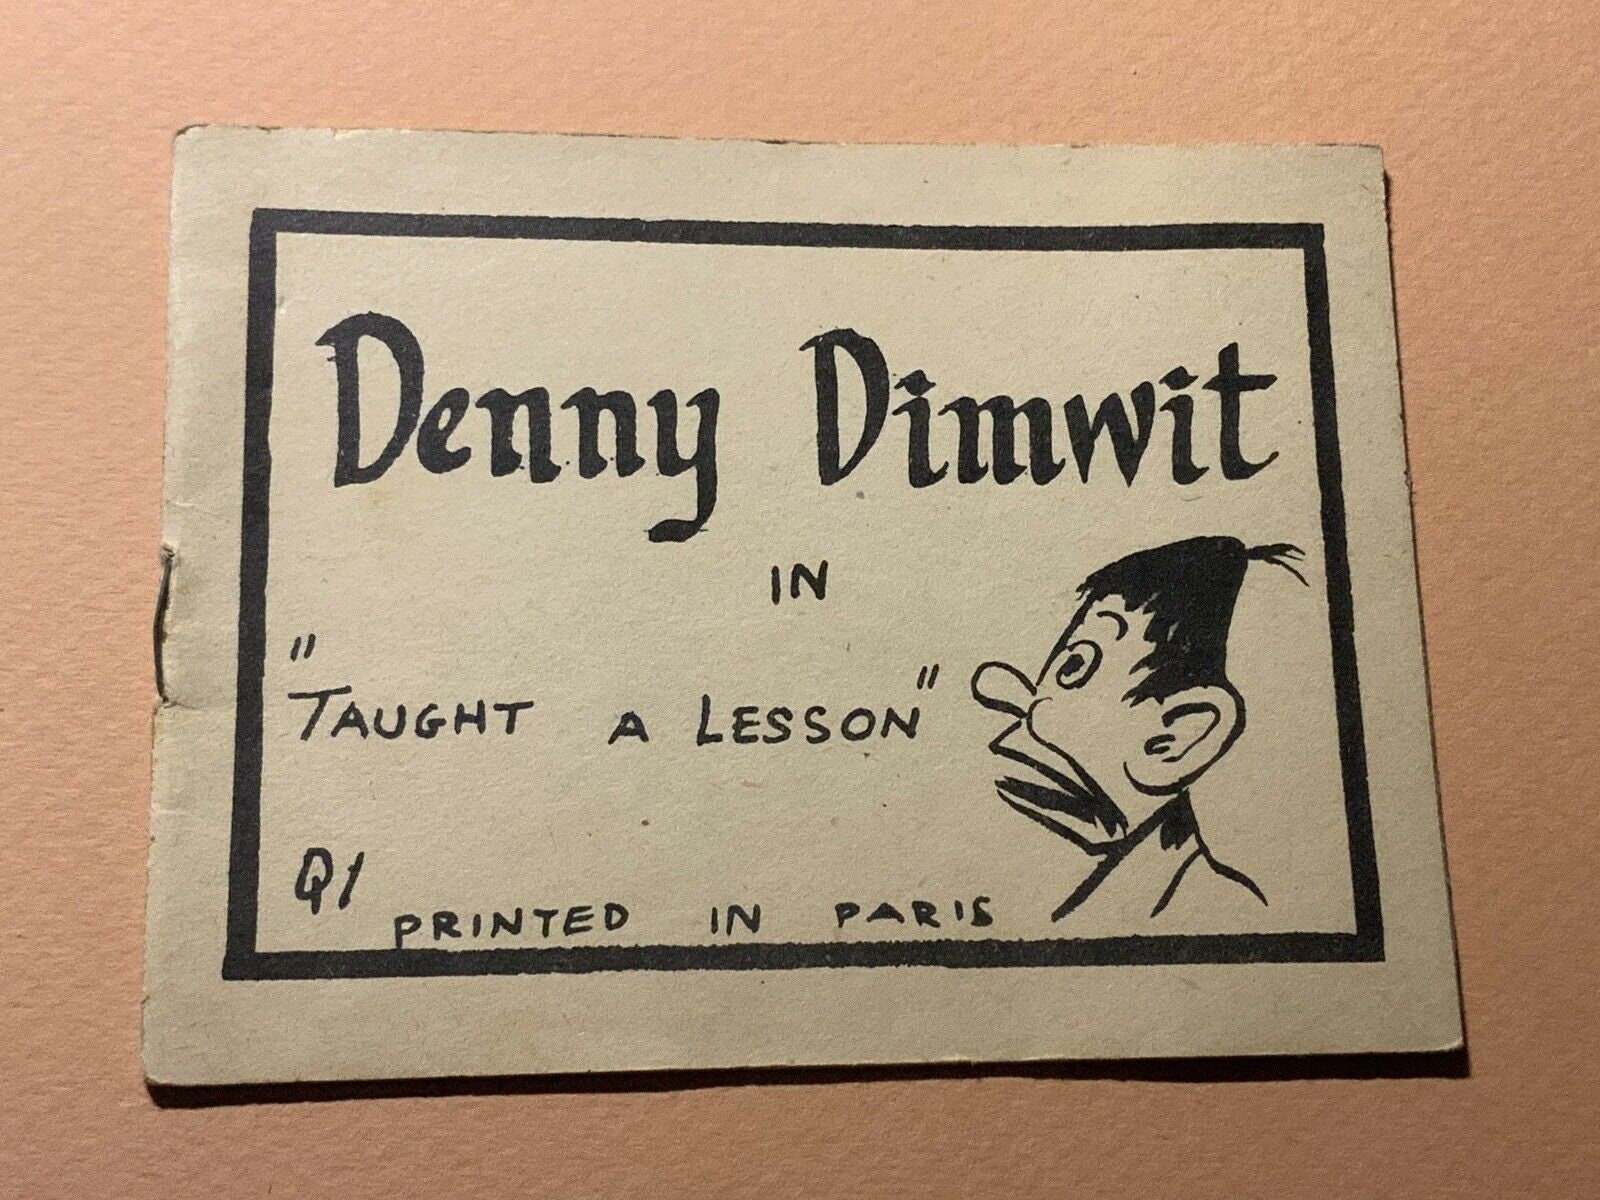 Denny Dimwit
IN
"TAUGHT A LESSON"
Q1
PRINTED IN PARIS